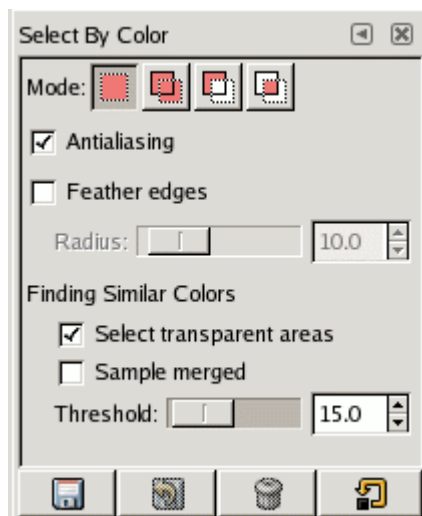 Select By Color
Mode:
Antialiasing
Feather edges
Radius: 10.0
Finding Similar Colors
Select transparent areas
Sample merged
Threshold: 15.0